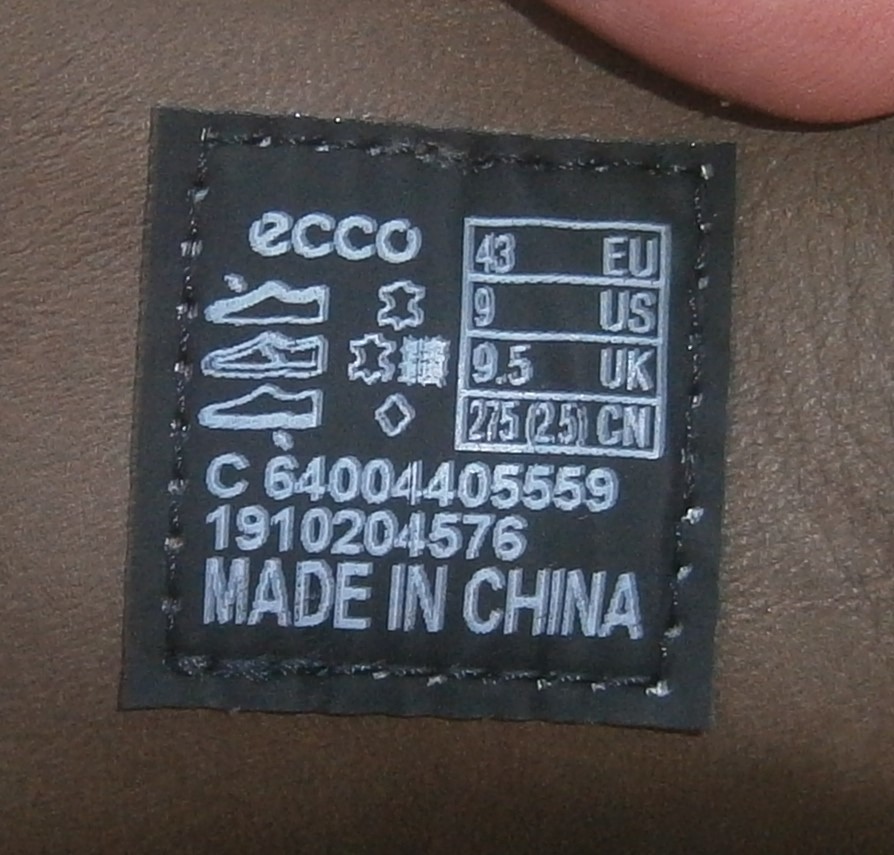 ecco
43 EU
9 US
9.5 UK
275 (2.5) CN
C 64004405559
1910204576
MADE IN CHINA